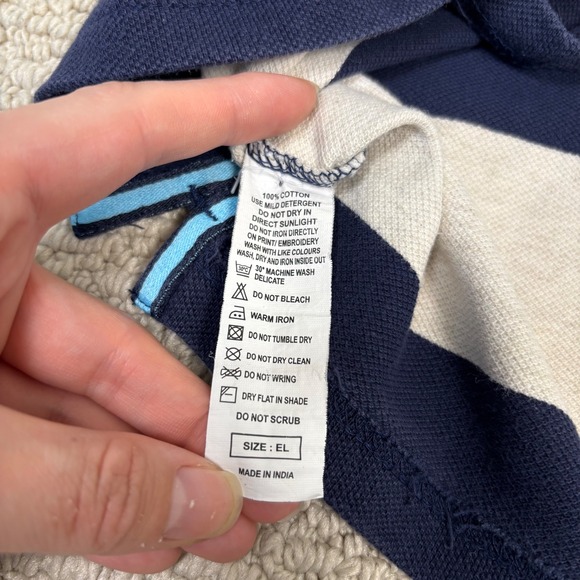 100% COTTON
USE MILD DETERGENT
DO NOT DRY IN
DIRECT SUNLIGHT
DO NOT IRON DIRECTLY
ON PRINT/ EMBROIDERY
WASH WITH LIKE COLOURS
WASH, DRY AND IRON INSIDE OUT
30° MACHINE WASH
DELICATE
DO NOT BLEACH
WARM IRON
DO NOT TUMBLE DRY
DO NOT DRY CLEAN
DO NOT WRING
DRY FLAT IN SHADE
DO NOT SCRUB
SIZE : EL
MADE IN INDIA